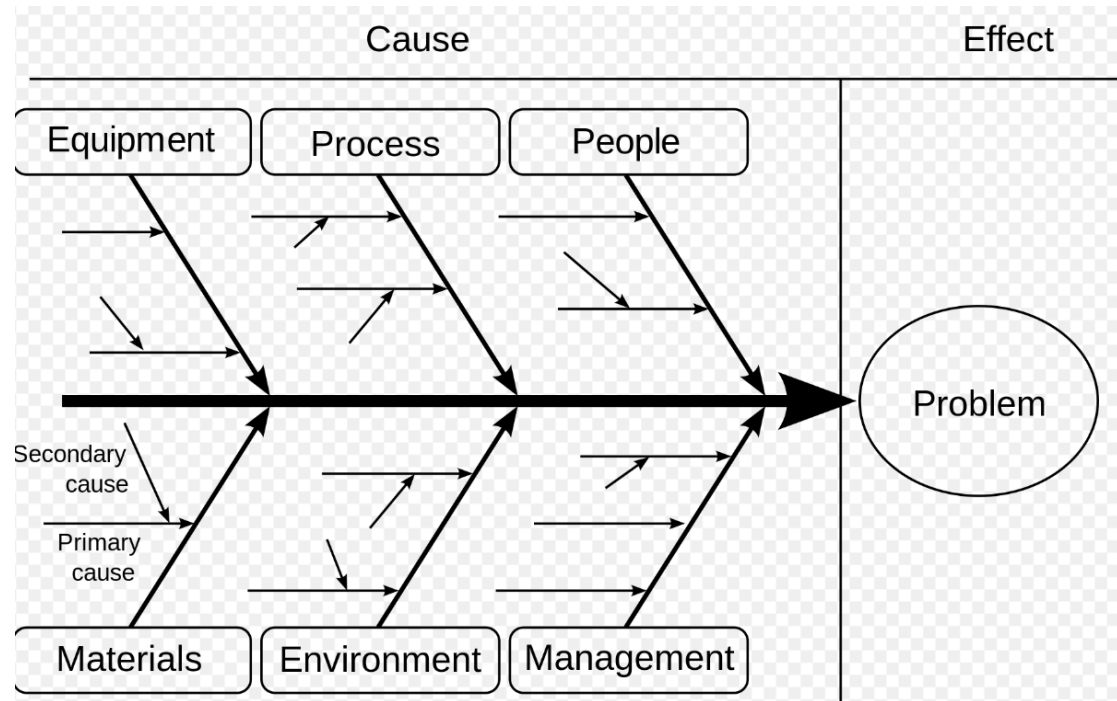 Cause
Effect
Equipment
Process
People
Problem
Secondary
cause
Primary
cause
Materials
Environment
Management